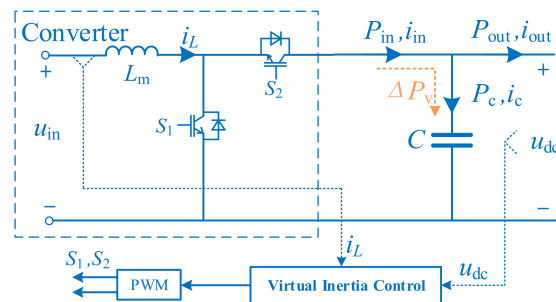 Converter
i_L
P_in, i_in
P_out, i_out
+
L_m
S_2
+
ΔP_v
P_c, i_c
u_in
S_1
C
u_dc
−
−
i_L
S_1, S_2
PWM
Virtual Inertia Control
u_dc